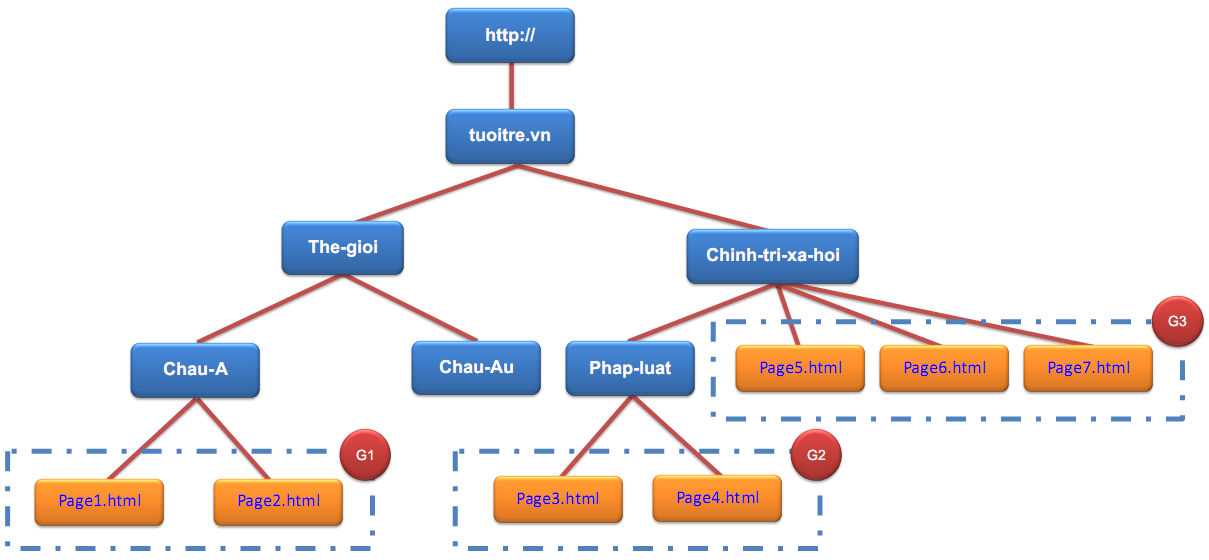 http://
tuoitre.vn
The-gioi
Chinh-tri-xa-hoi
G3
Chau-A
Chau-Au
Phap-luat
Page5.html
Page6.html
Page7.html
G1
G2
Page1.html
Page2.html
Page3.html
Page4.html